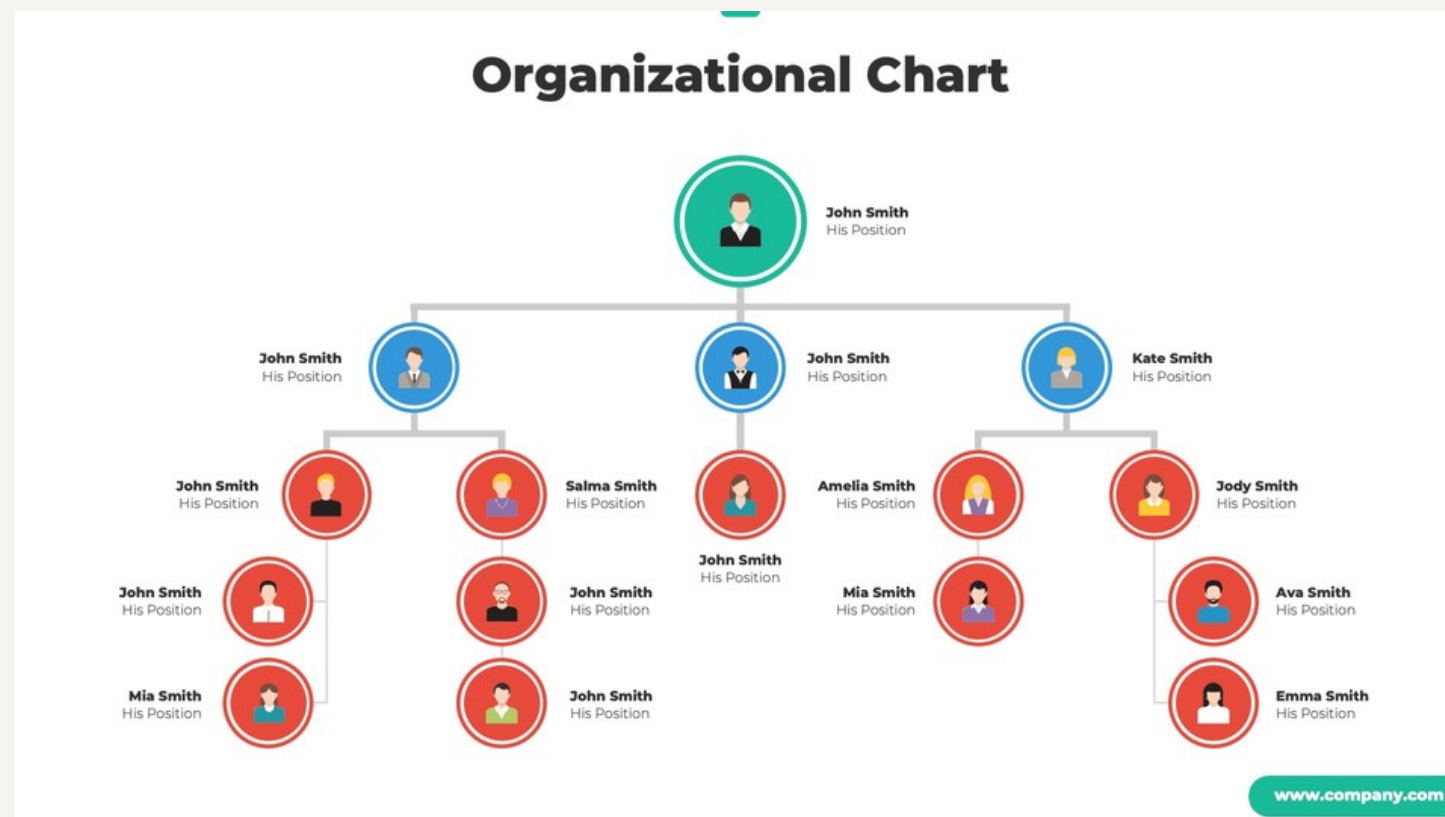 Organizational Chart
John Smith
His Position
John Smith
His Position
John Smith
His Position
Kate Smith
His Position
John Smith
His Position
Salma Smith
His Position
John Smith
His Position
Amelia Smith
His Position
Jody Smith
His Position
John Smith
His Position
John Smith
His Position
Mia Smith
His Position
Ava Smith
His Position
Mia Smith
His Position
John Smith
His Position
Emma Smith
His Position
www.company.com